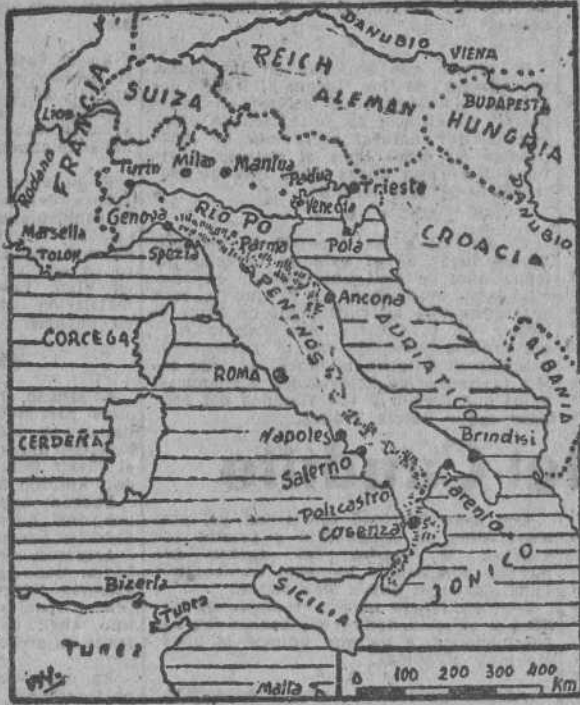 DANUBIO
VIENA
REICH
ALEMAN
SUIZA
BUDAPEST
HUNGRIA
Lion
FRANCIA
Rodano
Turin
Milan
Mantua
Padua
Venecia
Trieste
DANUBIO
Genova
RIO PO
CROACIA
Marsella
TOLON
Spezia
Parma
Pola
APENINOS
Ancona
ADRIATICO
CORCEGA
ALBANIA
ROMA
CERDEÑA
Napoles
Brindisi
Salerno
Policastro
Tarento
Cosenza
JONICO
Bizerta
SICILIA
Tunez
TUNEZ
Malta
0 100 200 300 400
Km